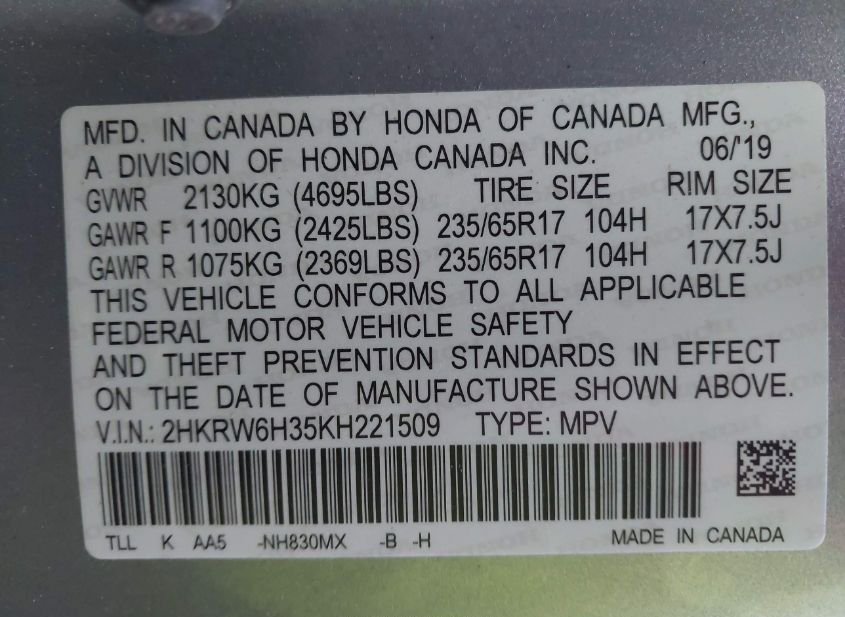 MFD. IN CANADA BY HONDA OF CANADA MFG.,
A DIVISION OF HONDA CANADA INC. 06/'19
GVWR 2130KG (4695LBS) TIRE SIZE RIM SIZE
GAWR F 1100KG (2425LBS) 235/65R17 104H 17X7.5J
GAWR R 1075KG (2369LBS) 235/65R17 104H 17X7.5J
THIS VEHICLE CONFORMS TO ALL APPLICABLE
FEDERAL MOTOR VEHICLE SAFETY
AND THEFT PREVENTION STANDARDS IN EFFECT
ON THE DATE OF MANUFACTURE SHOWN ABOVE.
V.I.N.: 2HKRW6H35KH221509 TYPE: MPV
TLL K AA5 -NH830MX -B -H MADE IN CANADA